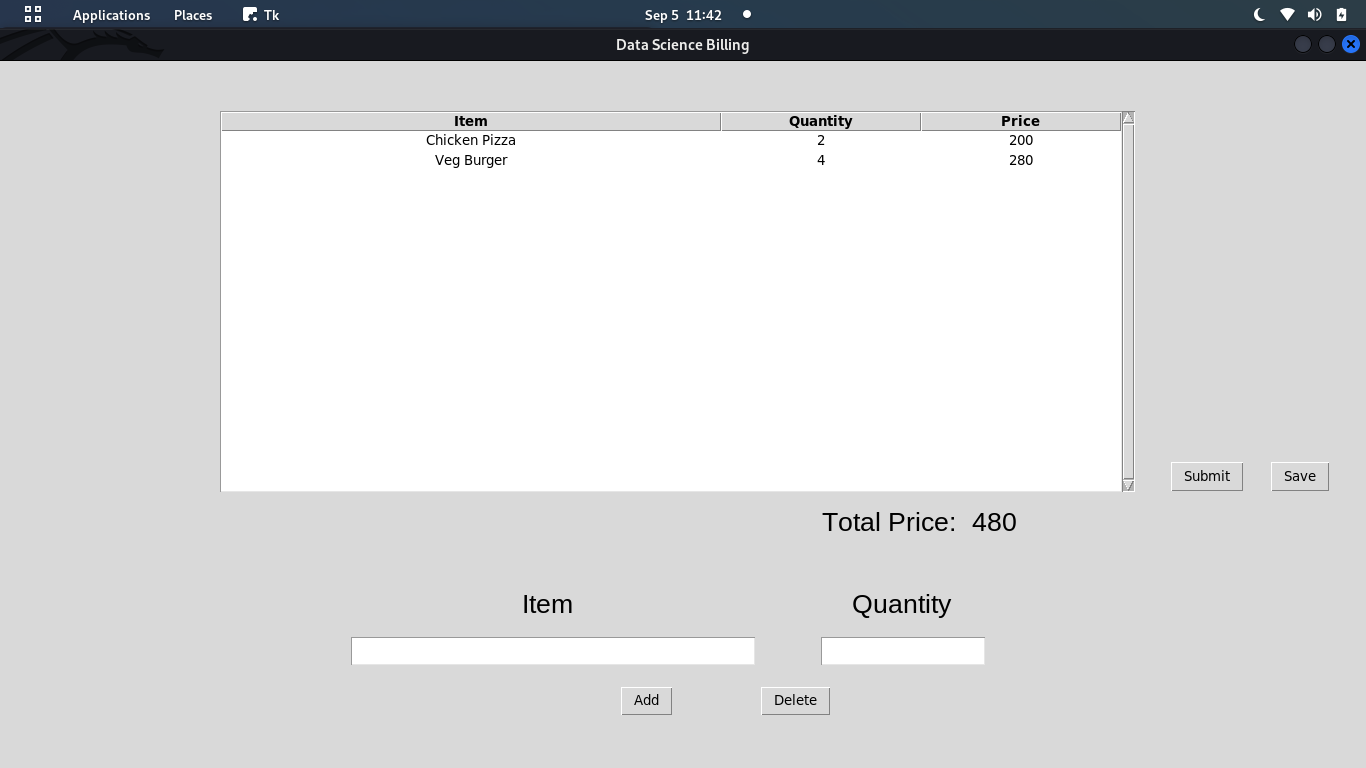 Applications Places Tk Sep 5 11:42
Data Science Billing
Item Quantity Price
Chicken Pizza 2 200
Veg Burger 4 280
Submit Save
Total Price: 480
Item Quantity
Add Delete